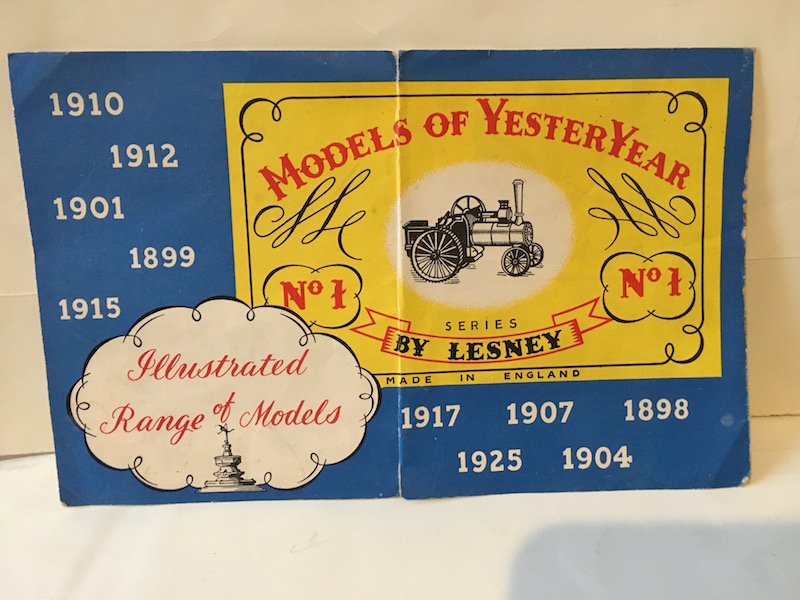 1910
1912
1901
1899
1915
MODELS OF YESTERYEAR
Nº 1
Nº 1
SERIES
BY LESNEY
MADE IN ENGLAND
Illustrated
Range of Models
1917 1907 1898
1925 1904